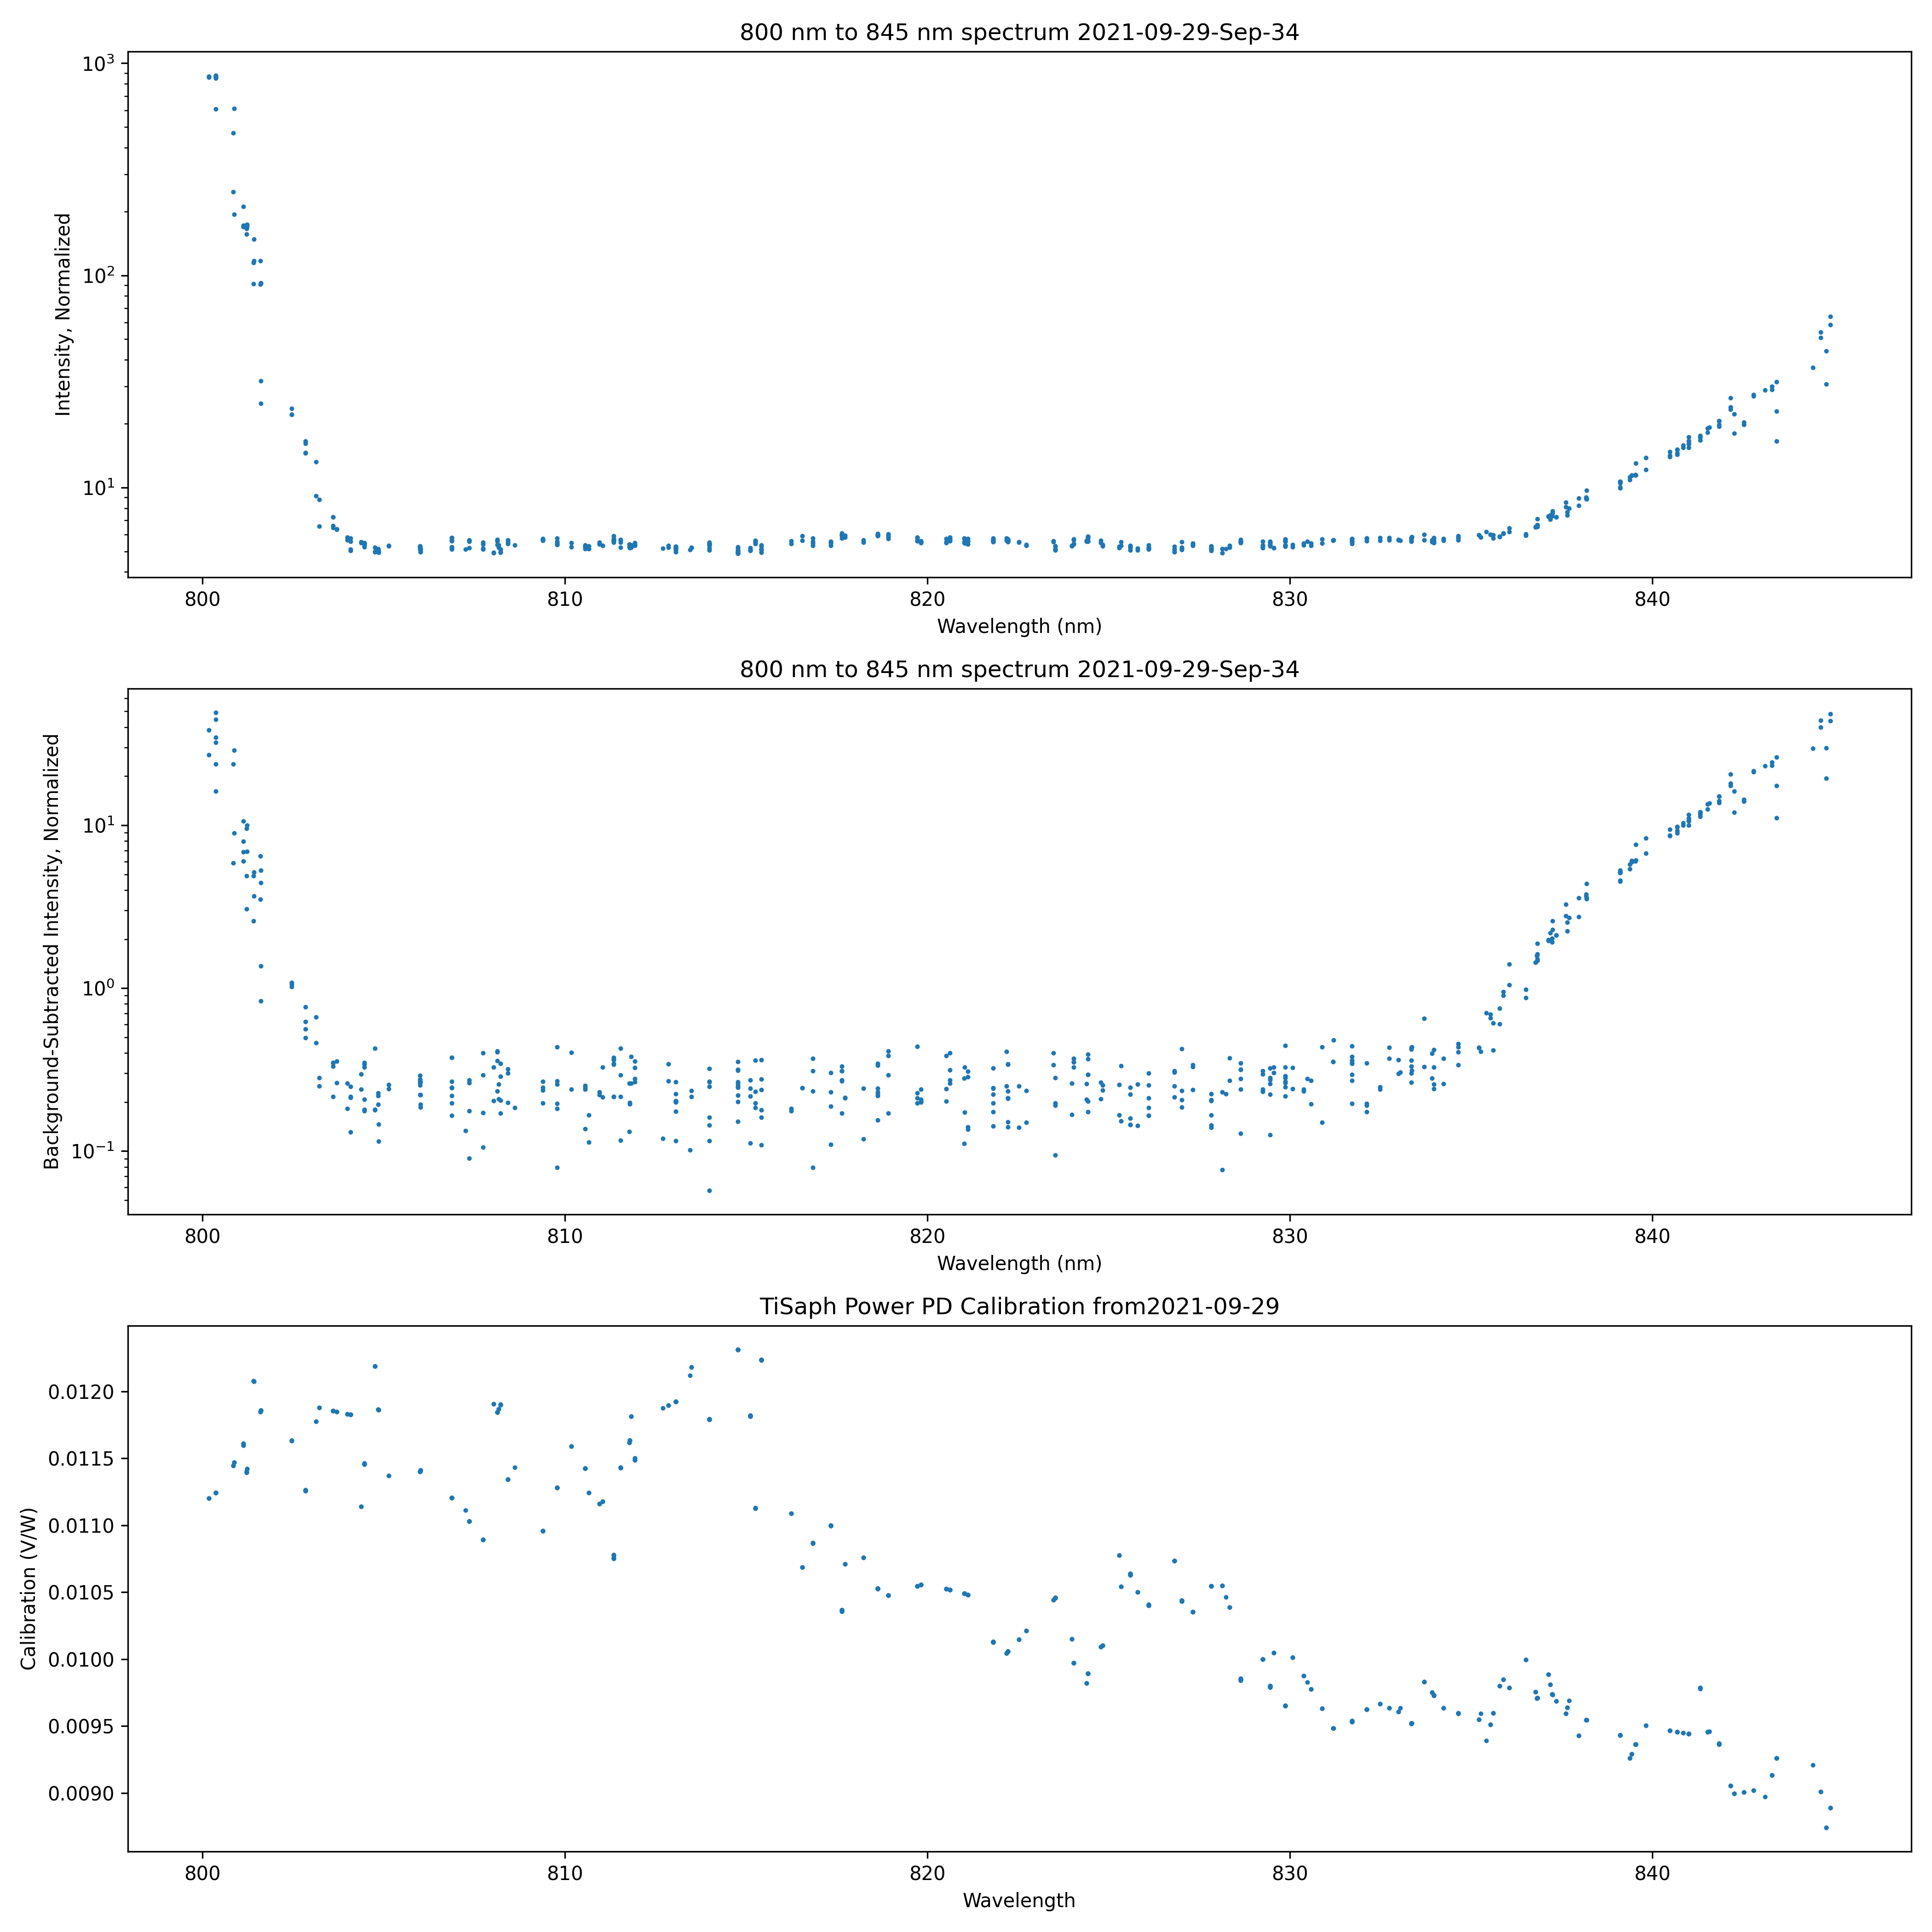 800 nm to 845 nm spectrum 2021-09-29-Sep-34
Intensity, Normalized
10³
10²
10¹
800 810 820 830 840
Wavelength (nm)
800 nm to 845 nm spectrum 2021-09-29-Sep-34
Background-Subtracted Intensity, Normalized
10¹
10⁰
10⁻¹
800 810 820 830 840
Wavelength (nm)
TiSaph Power PD Calibration from2021-09-29
Calibration (V/W)
0.0120
0.0115
0.0110
0.0105
0.0100
0.0095
0.0090
800 810 820 830 840
Wavelength